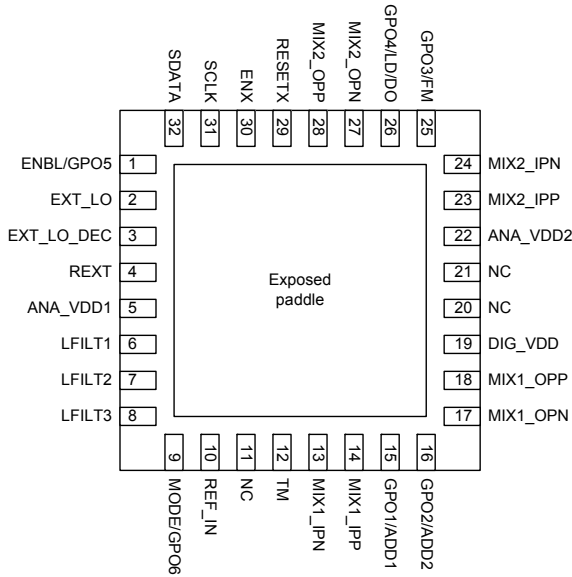 SDATA
SCLK
ENX
RESETX
MIX2_OPP
MIX2_OPN
GPO4/LD/DO
GPO3/FM
32
31
30
29
28
27
26
25
ENBL/GPO5 1
EXT_LO 2
EXT_LO_DEC 3
REXT 4
ANA_VDD1 5
LFILT1 6
LFILT2 7
LFILT3 8
Exposed
paddle
24 MIX2_IPN
23 MIX2_IPP
22 ANA_VDD2
21 NC
20 NC
19 DIG_VDD
18 MIX1_OPP
17 MIX1_OPN
9
10
11
12
13
14
15
16
MODE/GPO6
REF_IN
NC
TM
MIX1_IPN
MIX1_IPP
GPO1/ADD1
GPO2/ADD2